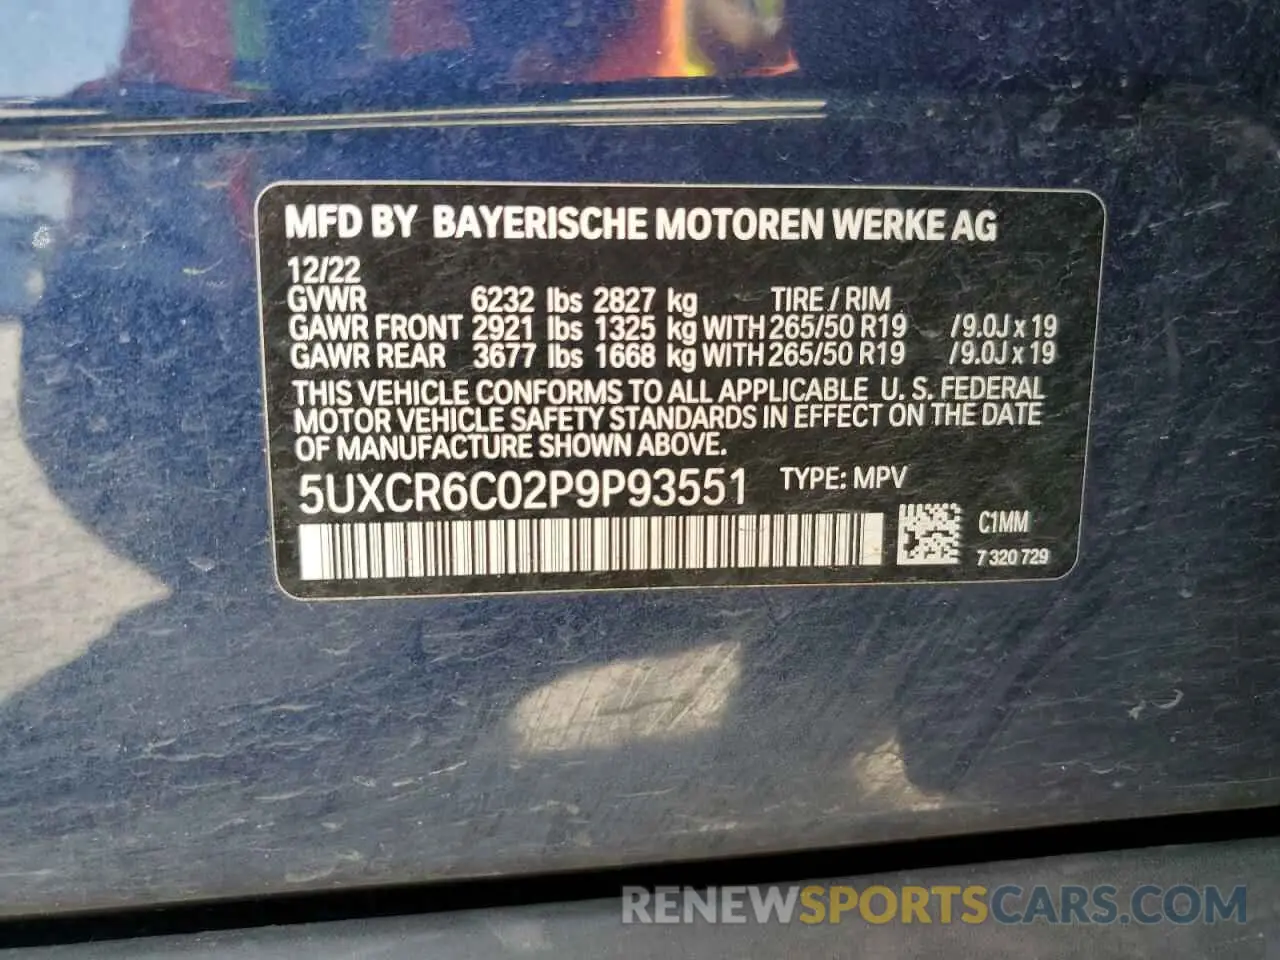 MFD BY BAYERISCHE MOTOREN WERKE AG
12/22
GVWR 6232 lbs 2827 kg TIRE / RIM
GAWR FRONT 2921 lbs 1325 kg WITH 265/50 R19 / 9.0J x 19
GAWR REAR 3677 lbs 1668 kg WITH 265/50 R19 / 9.0J x 19
THIS VEHICLE CONFORMS TO ALL APPLICABLE U. S. FEDERAL
MOTOR VEHICLE SAFETY STANDARDS IN EFFECT ON THE DATE
OF MANUFACTURE SHOWN ABOVE.
5UXCR6C02P9P93551 TYPE: MPV
C1MM
7 320 729
RENEWSPORTSCARS.COM